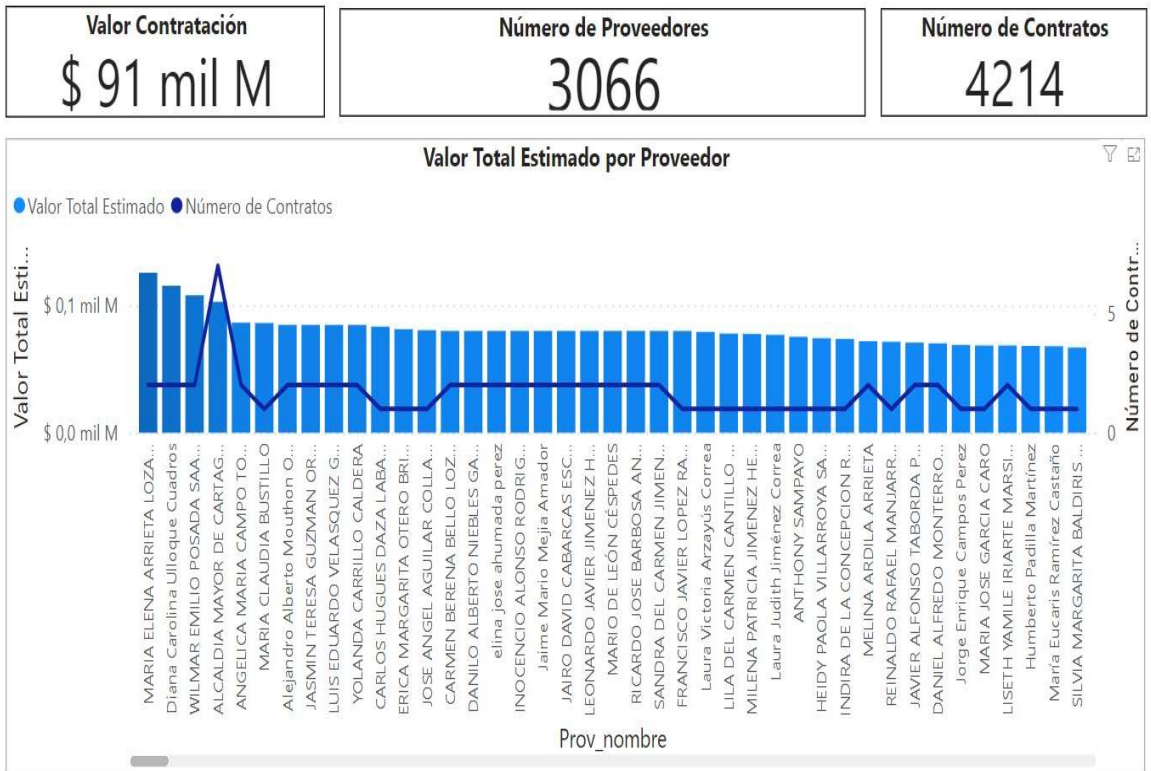 Valor Contratación
$ 91 mil M
Número de Proveedores
3066
Número de Contratos
4214
Valor Total Estimado por Proveedor
Valor Total Estimado
Número de Contratos
Valor Total Esti...
$ 0,1 mil M
$ 0,0 mil M
5
0
Número de Contr...
MARIA ELENA ARRIETA LOZA...
Diana Carolina Ulloque Cuadros
WILMAR EMILIO POSADA SAA...
ALCALDIA MAYOR DE CARTAG...
ANGELICA MARIA CAMPO TO...
MARIA CLAUDIA BUSTILLO
Alejandro Alberto Mouthon O...
JASMIN TERESA GUZMAN OR...
LUIS EDUARDO VELASQUEZ G...
YOLANDA CARRILLO CALDERA
CARLOS HUGUES DAZA LABA...
ERICA MARGARITA OTERO BRI...
JOSE ANGEL AGUILAR COLLA...
CARMEN BERENA BELLO LOZ...
DANILO ALBERTO NIEBLES GA...
elina jose ahumada perez
INOCENCIO ALONSO RODRIG...
Jaime Mario Mejia Amador
JAIRO DAVID CABARCAS ESC...
LEONARDO JAVIER JIMENEZ H...
MARIO DE LEÓN CÉSPEDES
RICARDO JOSE BARBOSA AN...
SANDRA DEL CARMEN JIMEN...
FRANCISCO JAVIER LOPEZ RA...
Laura Victoria Arzayús Correa
LILA DEL CARMEN CANTILLO ...
MILENA PATRICIA JIMENEZ HE...
Laura Judith Jiménez Correa
ANTHONY SAMPAYO
HEIDY PAOLA VILLARROYA SA...
INDIRA DE LA CONCEPCION R...
MELINA ARDILA ARRIETA
REINALDO RAFAEL MANJARR...
JAVIER ALFONSO TABORDA P...
DANIEL ALFREDO MONTERRO...
Jorge Enrique Campos Perez
MARIA JOSE GARCIA CARO
LISETH YAMILE IRIARTE MARSI...
Humberto Padilla Martínez
María Eucaris Ramírez Castaño
SILVIA MARGARITA BALDIRIS ...
Prov_nombre